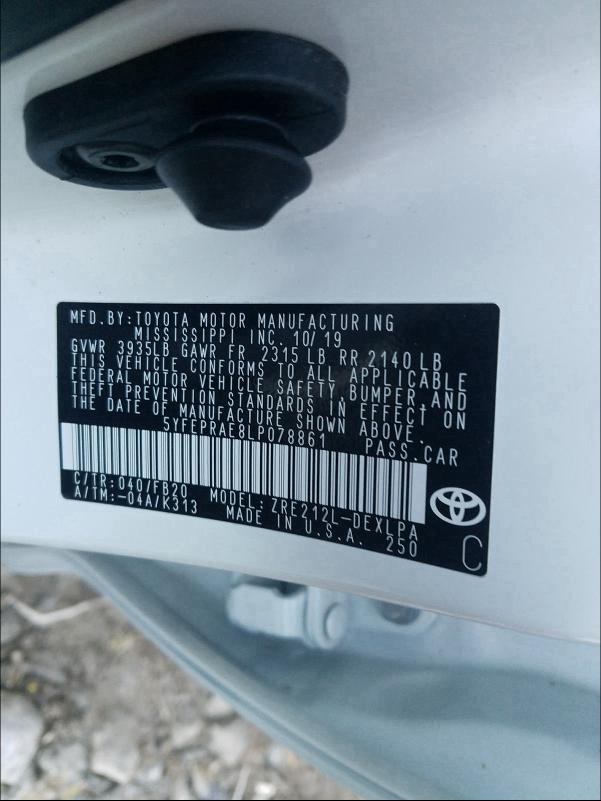 MFD.BY:TOYOTA MOTOR MANUFACTURING
MISSISSIPPI INC. 10/19
GVWR 3935LB GAWR FR 2315 LB RR 2140 LB
THIS VEHICLE CONFORMS TO ALL APPLICABLE
FEDERAL MOTOR VEHICLE SAFETY,BUMPER,AND
THEFT PREVENTION STANDARDS IN EFFECT ON
THE DATE OF MANUFACTURE SHOWN ABOVE.
5YFEPRAE8LP078861 PASS.CAR
C/TR:040/FB20 MODEL:ZRE212L-DEXLPA
A/TM:-04A/K313 MADE IN U.S.A. 250
C